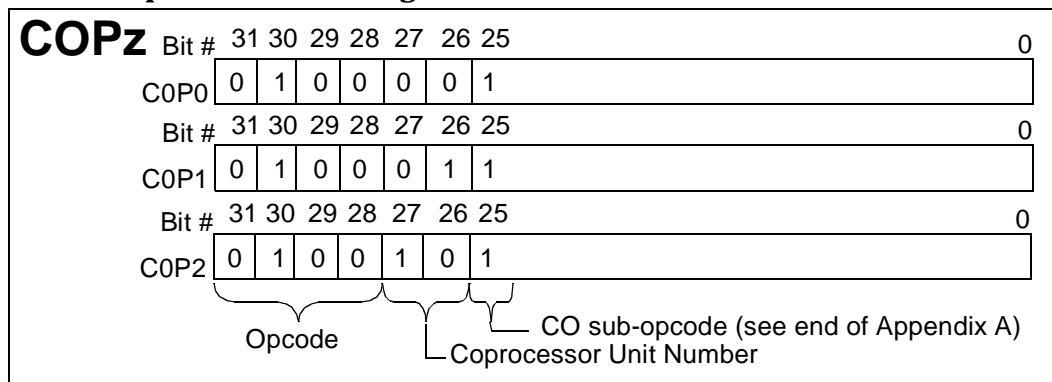 COPz Bit # 31 30 29 28 27 26 25 0
C0P0 0 1 0 0 0 0 1
Bit # 31 30 29 28 27 26 25 0
C0P1 0 1 0 0 0 1 1
Bit # 31 30 29 28 27 26 25 0
C0P2 0 1 0 0 1 0 1
Opcode
CO sub-opcode (see end of Appendix A)
Coprocessor Unit Number